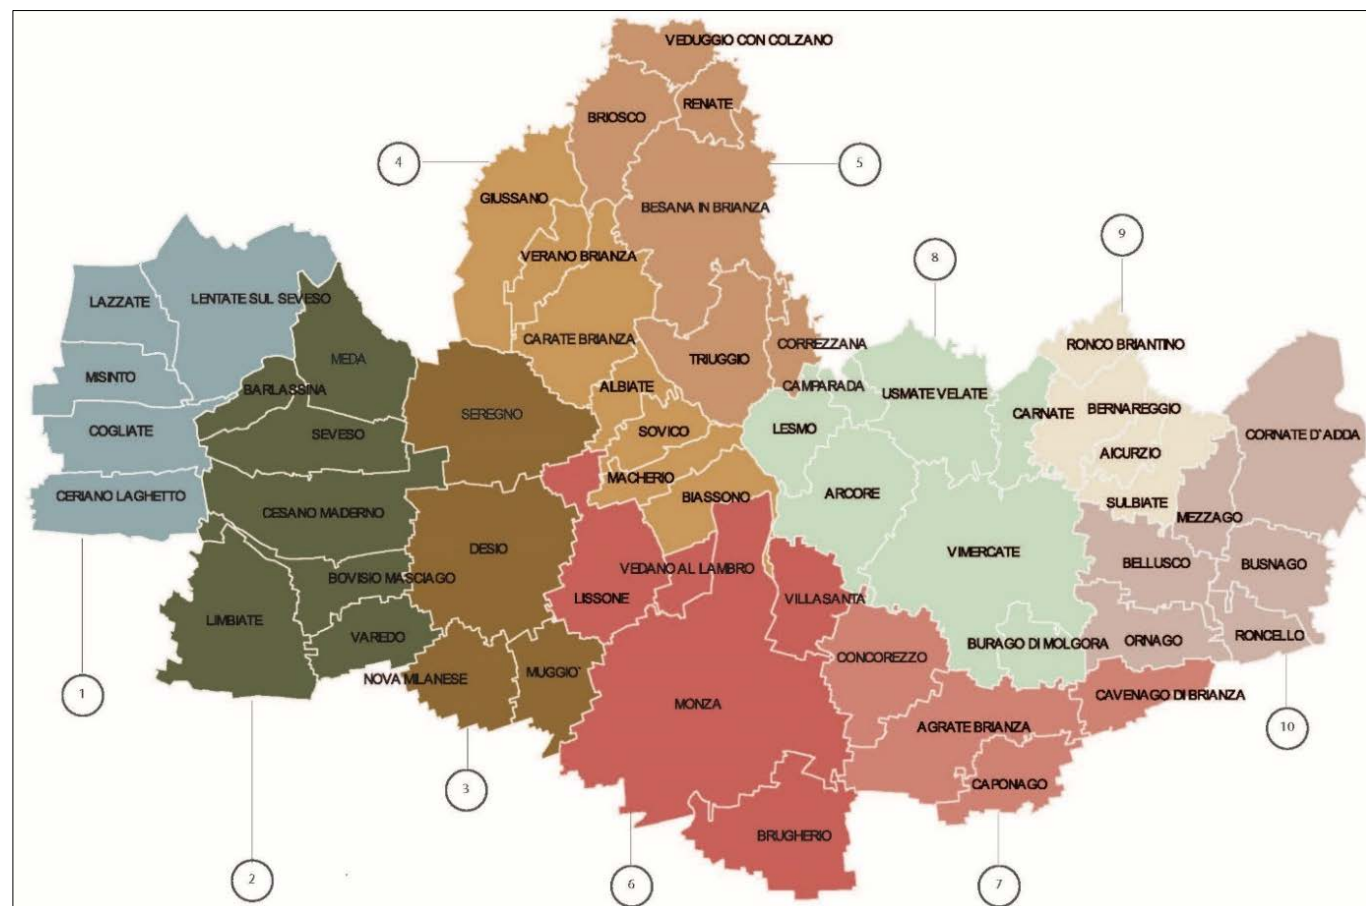 VEDUGGIO CON COLZANO
RENATE
BRIOSCO
4
5
GIUSSANO
BESANA IN BRIANZA
9
VERANO BRIANZA
8
LAZZATE
LENTATE SUL SEVESO
CARATE BRIANZA
CORREZZANA
RONCO BRIANTINO
MEDA
TRIUGGIO
MISINTO
BARLASSINA
ALBIATE
CAMPARADA
USMATE VELATE
CARNATE
BERNAREGGIO
SEREGNO
COGLIATE
SEVESO
SOVICO
LESMO
CORNATE D`ADDA
AICURZIO
MACHERIO
ARCORE
CERIANO LAGHETTO
BIASSONO
SULBIATE
CESANO MADERNO
MEZZAGO
DESIO
VIMERCATE
BELLUSCO
BUSNAGO
BOVISIO MASCIAGO
VEDANO AL LAMBRO
LISSONE
VILLASANTA
LIMBIATE
VAREDO
BURAGO DI MOLGORA
ORNAGO
RONCELLO
CONCOREZZO
NOVA MILANESE
MUGGIO`
1
CAVENAGO DI BRIANZA
MONZA
AGRATE BRIANZA
10
3
CAPONAGO
BRUGHERIO
2
6
7